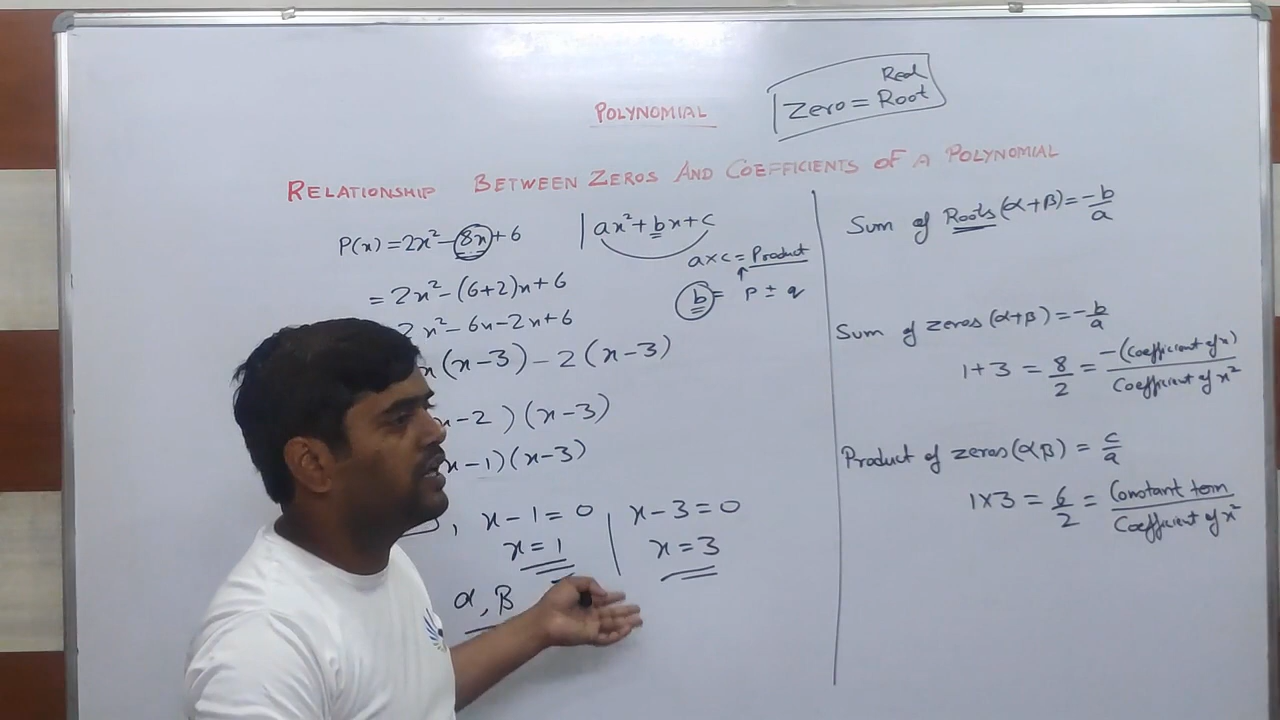 Real
Zero = Root
POLYNOMIAL
RELATIONSHIP BETWEEN ZEROS AND COEFFICIENTS OF A POLYNOMIAL
P(x) = 2x² - 8x + 6
= 2x² - (6+2)x + 6
2x² - 6x - 2x + 6
x(x-3) - 2(x-3)
x-2)(x-3)
x-1)(x-3)
, x-1=0 | x-3=0
x=1 x=3
α, β
ax² + bx + c
a×c = Product
b = p ± q
Sum of Roots (α+β) = -b/a
Sum of zeros (α+β) = -b/a
1+3 = 8/2 = -(Coefficient of x)/Coefficient of x²
Product of zeros (αβ) = c/a
1×3 = 6/2 = Constant term/Coefficient of x²